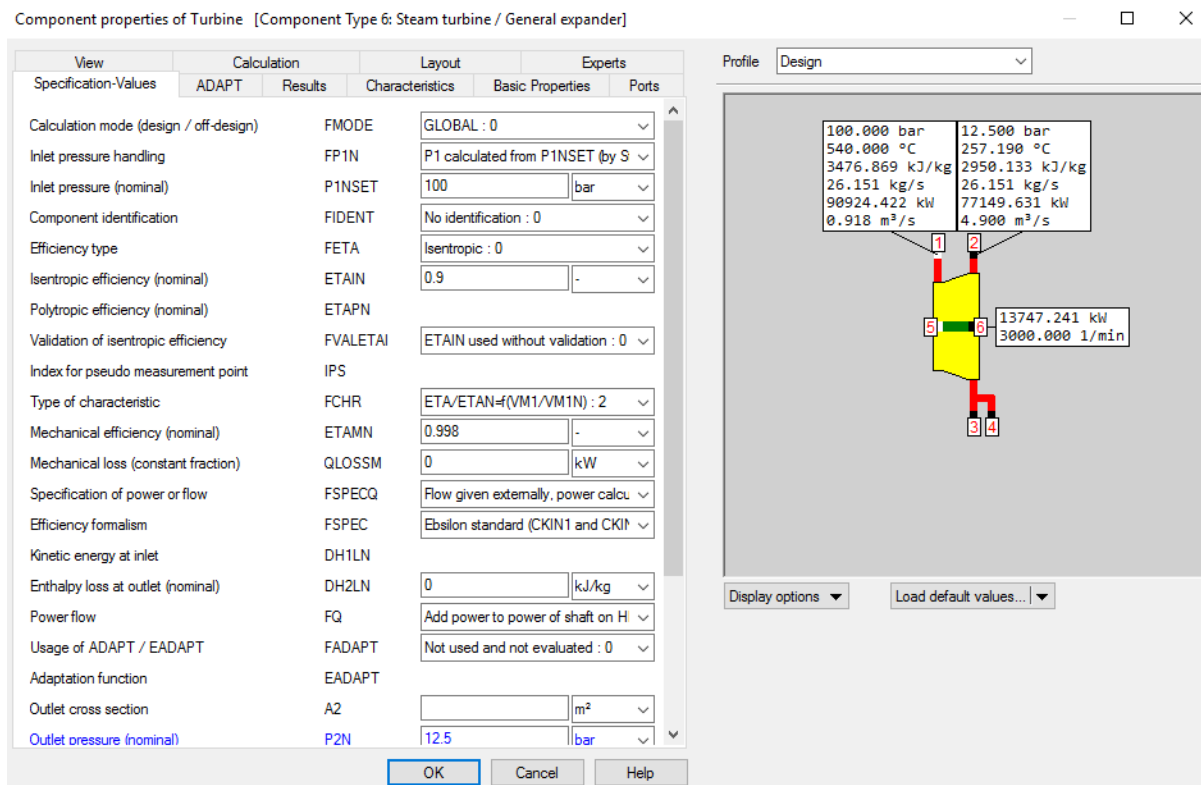 Component properties of Turbine [Component Type 6: Steam turbine / General expander]
View Calculation Layout Experts
Specification-Values ADAPT Results Characteristics Basic Properties Ports
Calculation mode (design / off-design) FMODE GLOBAL : 0
Inlet pressure handling FP1N P1 calculated from P1NSET (by S
Inlet pressure (nominal) P1NSET 100 bar
Component identification FIDENT No identification : 0
Efficiency type FETA Isentropic : 0
Isentropic efficiency (nominal) ETAIN 0.9 -
Polytropic efficiency (nominal) ETAPN
Validation of isentropic efficiency FVALETAI ETAIN used without validation : 0
Index for pseudo measurement point IPS
Type of characteristic FCHR ETA/ETAN=f(VM1/VM1N) : 2
Mechanical efficiency (nominal) ETAMN 0.998 -
Mechanical loss (constant fraction) QLOSSM 0 kW
Specification of power or flow FSPECQ Flow given externally, power calcu
Efficiency formalism FSPEC Ebsilon standard (CKIN1 and CKIN
Kinetic energy at inlet DH1LN
Enthalpy loss at outlet (nominal) DH2LN 0 kJ/kg
Power flow FQ Add power to power of shaft on HI
Usage of ADAPT / EADAPT FADAPT Not used and not evaluated : 0
Adaptation function EADAPT
Outlet cross section A2 m²
Outlet pressure (nominal) P2N 12.5 bar
OK Cancel Help
Profile Design
100.000 bar 12.500 bar
540.000 °C 257.190 °C
3476.869 kJ/kg 2950.133 kJ/kg
26.151 kg/s 26.151 kg/s
90924.422 kW 77149.631 kW
0.918 m³/s 4.900 m³/s
1 2
5 6
13747.241 kW
3000.000 1/min
3 4
Display options Load default values...